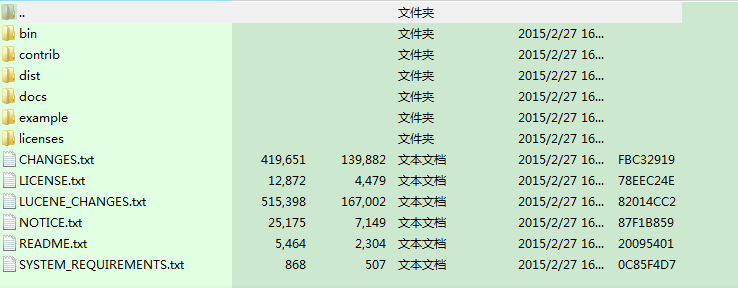 .. 文件夹
bin 文件夹 2015/2/27 16...
contrib 文件夹 2015/2/27 16...
dist 文件夹 2015/2/27 16...
docs 文件夹 2015/2/27 16...
example 文件夹 2015/2/27 16...
licenses 文件夹 2015/2/27 16...
CHANGES.txt 419,651 139,882 文本文档 2015/2/27 16... FBC32919
LICENSE.txt 12,872 4,479 文本文档 2015/2/27 16... 78EEC24E
LUCENE_CHANGES.txt 515,398 167,002 文本文档 2015/2/27 16... 82014CC2
NOTICE.txt 25,175 7,149 文本文档 2015/2/27 16... 87F1B859
README.txt 5,464 2,304 文本文档 2015/2/27 16... 20095401
SYSTEM_REQUIREMENTS.txt 868 507 文本文档 2015/2/27 16... 0C85F4D7